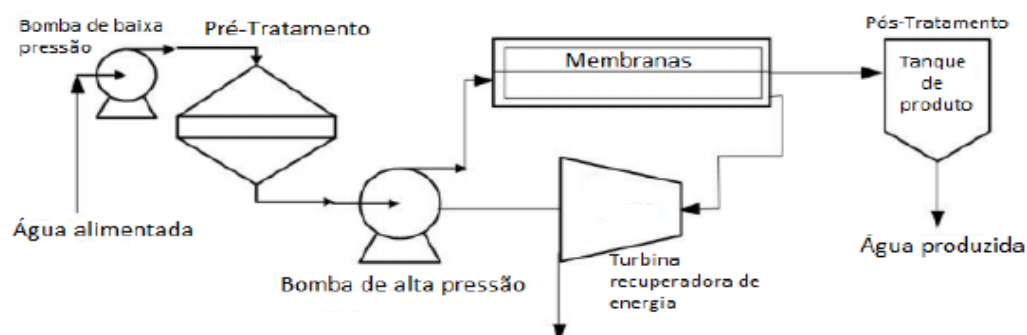 Bomba de baixa
pressão
Pré-Tratamento
Pós-Tratamento
Membranas
Tanque
de
produto
Água alimentada
Bomba de alta pressão
Turbina
recuperadora de
energia
Água produzida